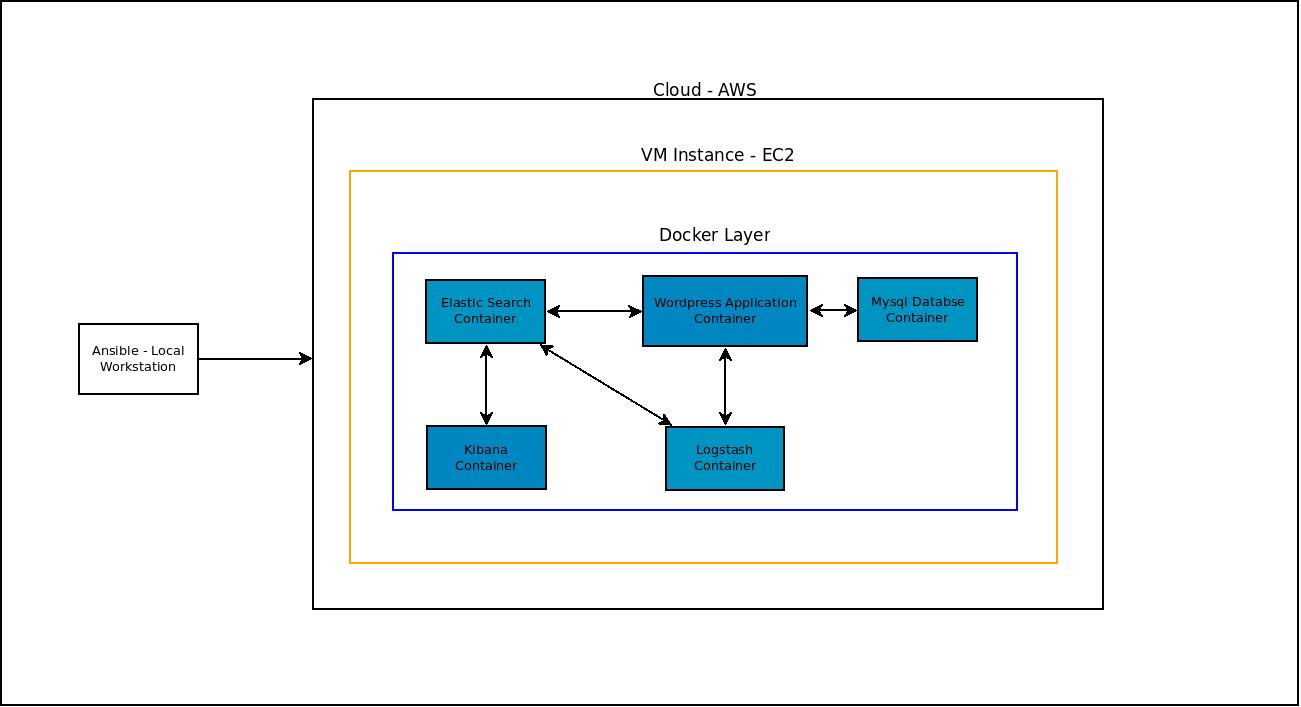 Cloud - AWS
VM Instance - EC2
Docker Layer
Elastic Search
Container
Wordpress Application
Container
Mysql Databse
Container
Ansible - Local
Workstation
Kibana
Container
Logstash
Container